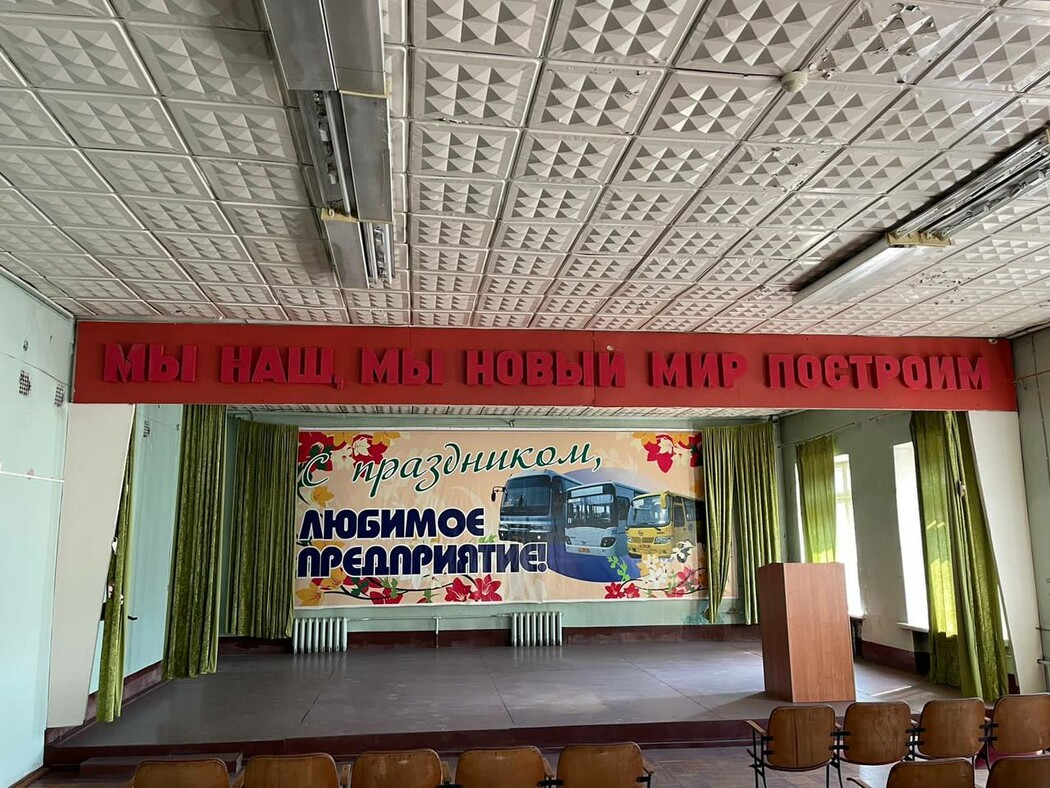 МЫ НАШ, МЫ НОВЫЙ МИР ПОСТРОИМ
С праздником,
ЛЮБИМОЕ
ПРЕДПРИЯТИЕ!